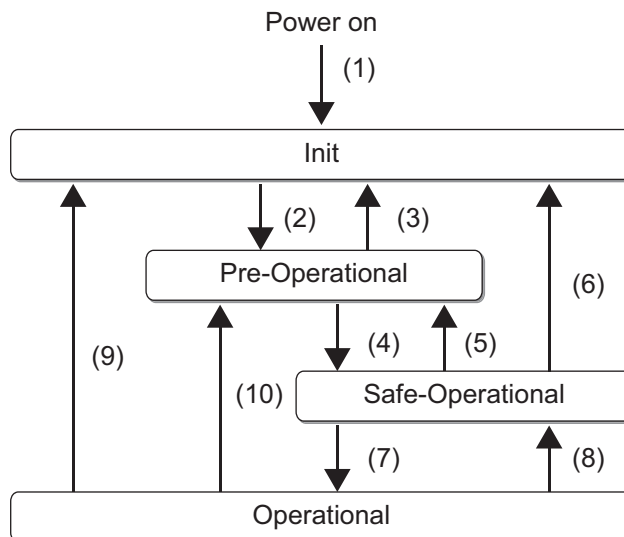 Power on
(1)
Init
(2)
(3)
Pre-Operational
(6)
(4)
(5)
(9)
(10)
Safe-Operational
(7)
(8)
Operational